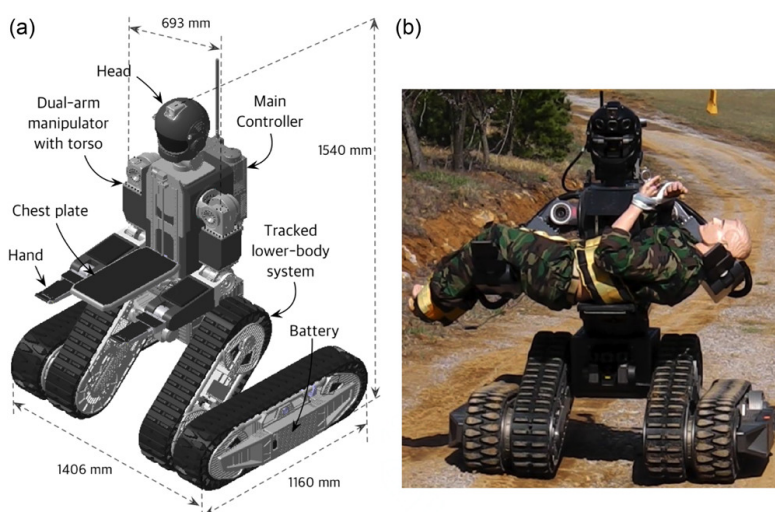 (a)
693 mm
(b)
Head
Dual-arm
manipulator
with torso
Main
Controller
1540 mm
Chest plate
Hand
Tracked
lower-body
system
Battery
1406 mm
1160 mm